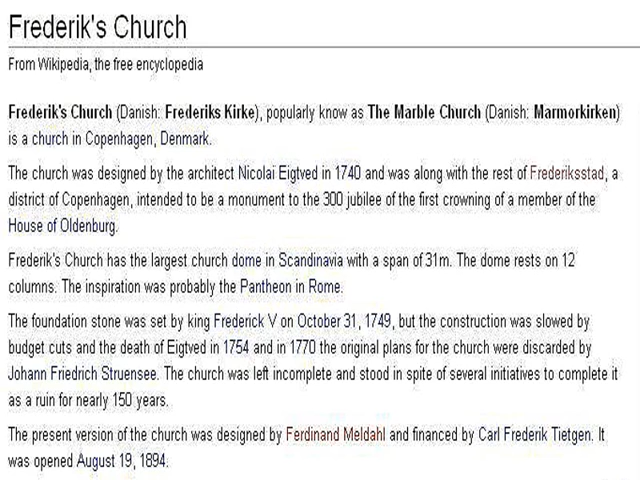 Frederik's Church
From Wikipedia, the free encyclopedia
Frederik's Church (Danish: Frederiks Kirke), popularly know as The Marble Church (Danish: Marmorkirken)
is a church in Copenhagen, Denmark.
The church was designed by the architect Nicolai Eigtved in 1740 and was along with the rest of Frederiksstad, a
district of Copenhagen, intended to be a monument to the 300 jubilee of the first crowning of a member of the
House of Oldenburg.
Frederik's Church has the largest church dome in Scandinavia with a span of 31m. The dome rests on 12
columns. The inspiration was probably the Pantheon in Rome.
The foundation stone was set by king Frederick V on October 31, 1749, but the construction was slowed by
budget cuts and the death of Eigtved in 1754 and in 1770 the original plans for the church were discarded by
Johann Friedrich Struensee. The church was left incomplete and stood in spite of several initiatives to complete it
as a ruin for nearly 150 years.
The present version of the church was designed by Ferdinand Meldahl and financed by Carl Frederik Tietgen. It
was opened August 19, 1894.